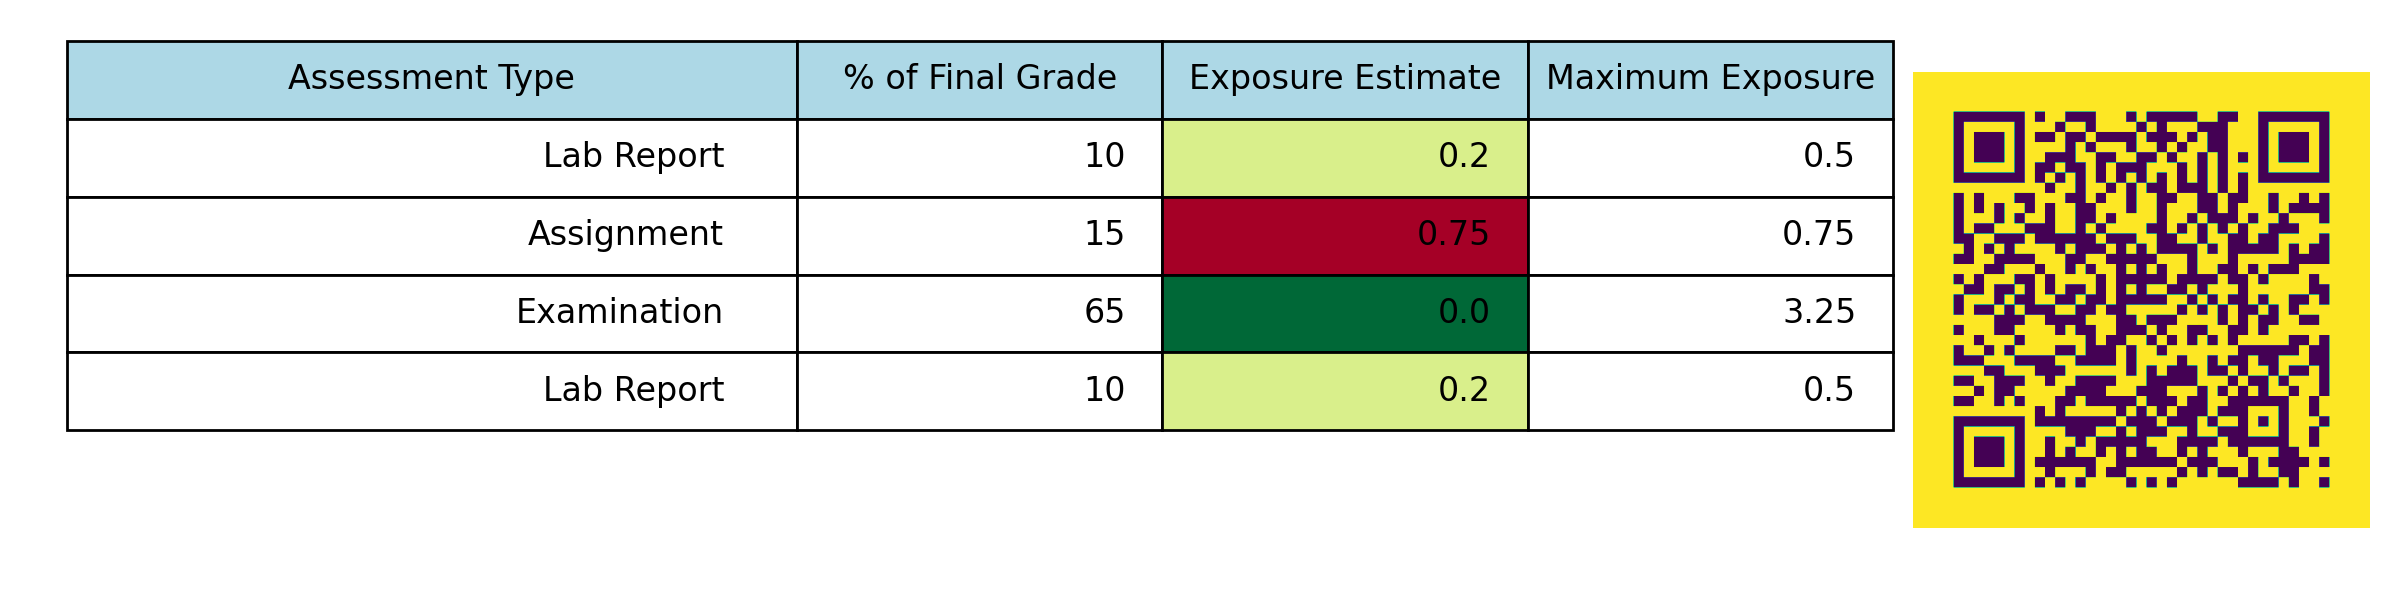 Assessment Type % of Final Grade Exposure Estimate Maximum Exposure
Lab Report 10 0.2 0.5
Assignment 15 0.75 0.75
Examination 65 0.0 3.25
Lab Report 10 0.2 0.5